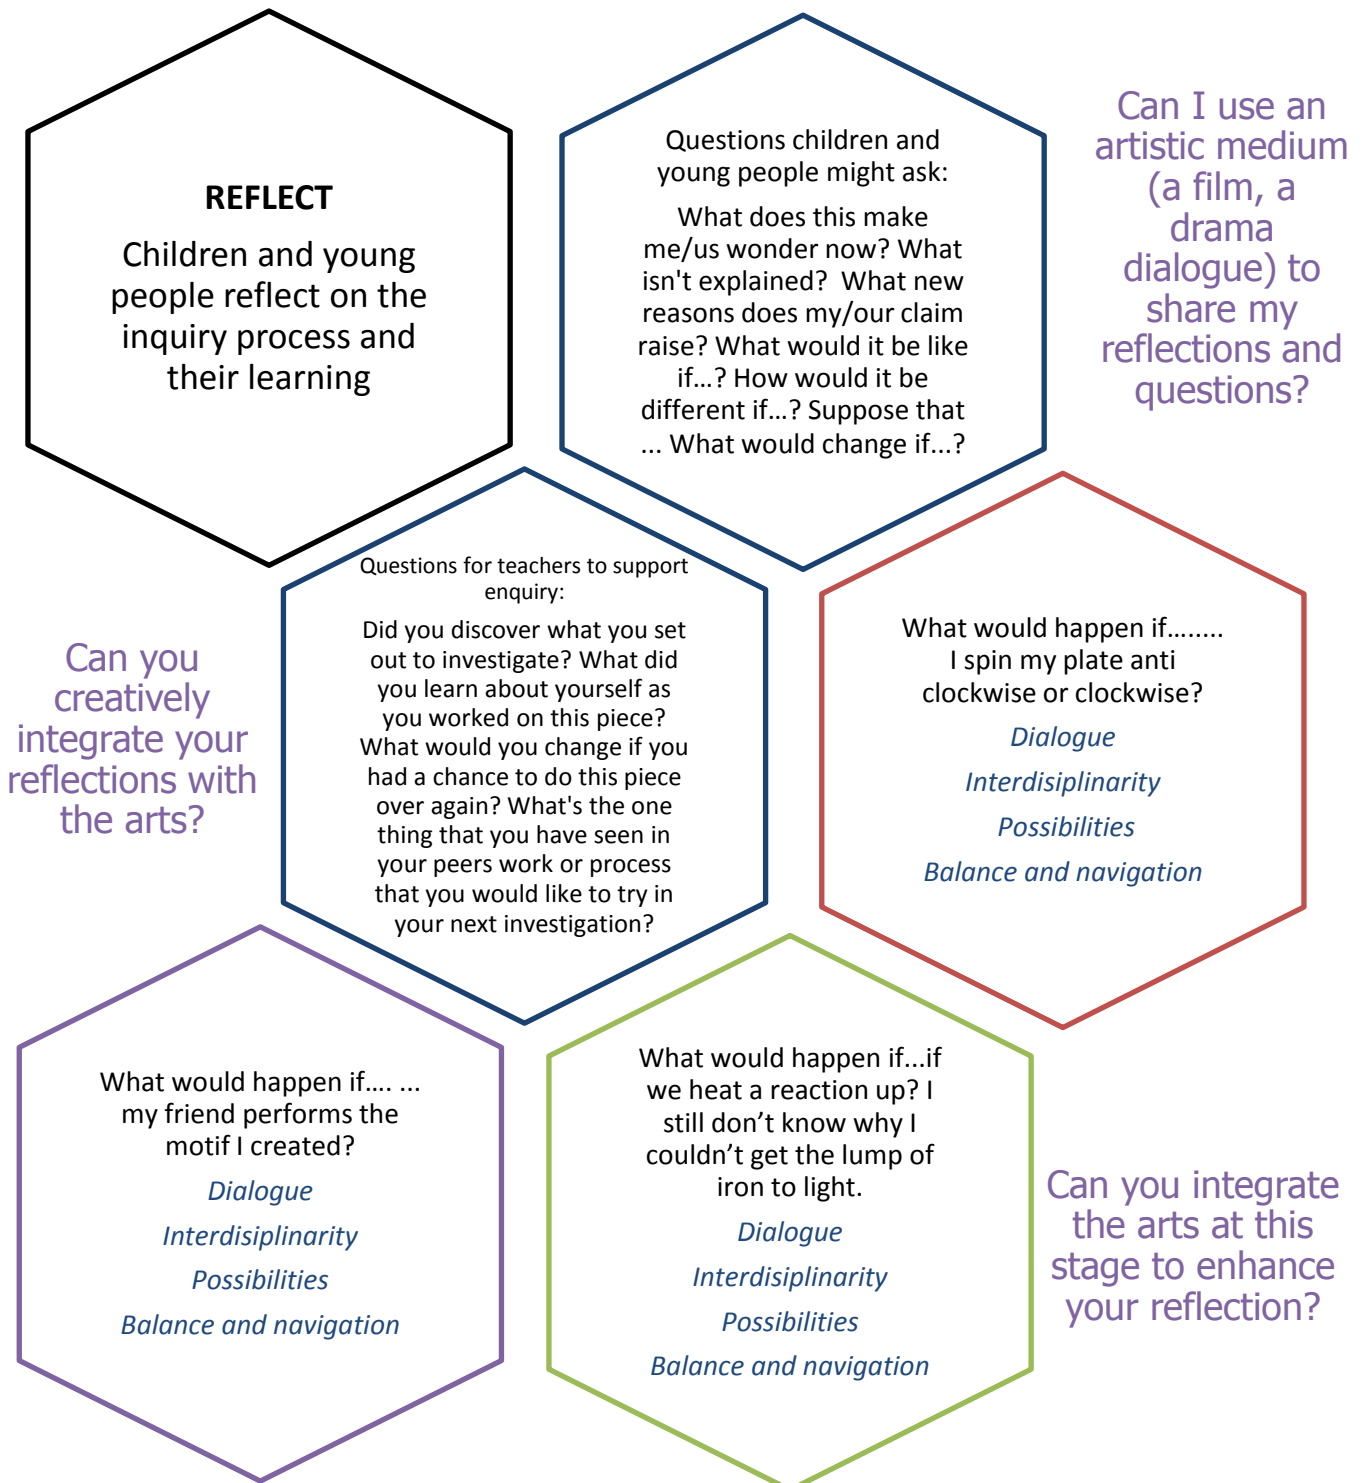 REFLECT
Children and young
people reflect on the
inquiry process and
their learning
Questions children and
young people might ask:
What does this make
me/us wonder now? What
isn't explained?  What new
reasons does my/our claim
raise? What would it be like
if...? How would it be
different if...? Suppose that
... What would change if...?
Can I use an
artistic medium
(a film, a
drama
dialogue) to
share my
reflections and
questions?
Can you
creatively
integrate your
reflections with
the arts?
Questions for teachers to support
enquiry:
Did you discover what you set
out to investigate? What did
you learn about yourself as
you worked on this piece?
What would you change if you
had a chance to do this piece
over again? What's the one
thing that you have seen in
your peers work or process
that you would like to try in
your next investigation?
What would happen if........
I spin my plate anti
clockwise or clockwise?
Dialogue
Interdisiplinarity
Possibilities
Balance and navigation
What would happen if.... ...
my friend performs the
motif I created?
Dialogue
Interdisiplinarity
Possibilities
Balance and navigation
What would happen if...if
we heat a reaction up? I
still don’t know why I
couldn’t get the lump of
iron to light.
Dialogue
Interdisiplinarity
Possibilities
Balance and navigation
Can you integrate
the arts at this
stage to enhance
your reflection?